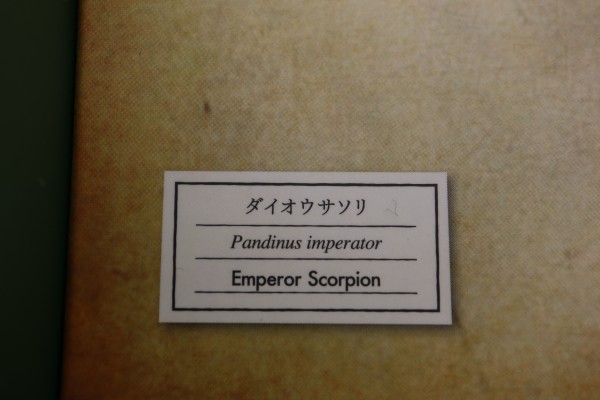 ダイオウサソリ
Pandinus imperator
Emperor Scorpion